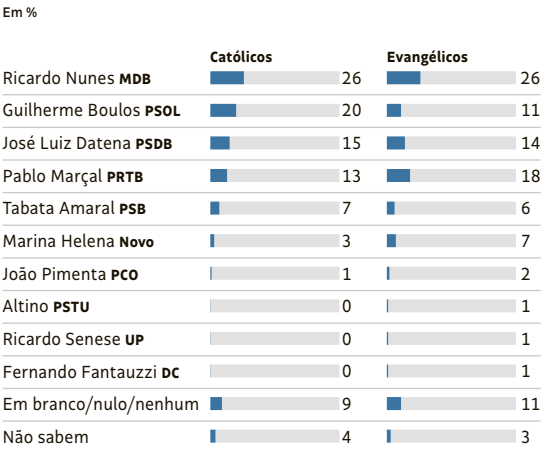 Em %
Católicos Evangélicos
Ricardo Nunes MDB 26 26
Guilherme Boulos PSOL 20 11
José Luiz Datena PSDB 15 14
Pablo Marçal PRTB 13 18
Tabata Amaral PSB 7 6
Marina Helena Novo 3 7
João Pimenta PCO 1 2
Altino PSTU 0 1
Ricardo Senese UP 0 1
Fernando Fantauzzi DC 0 1
Em branco/nulo/nenhum 9 11
Não sabem 4 3